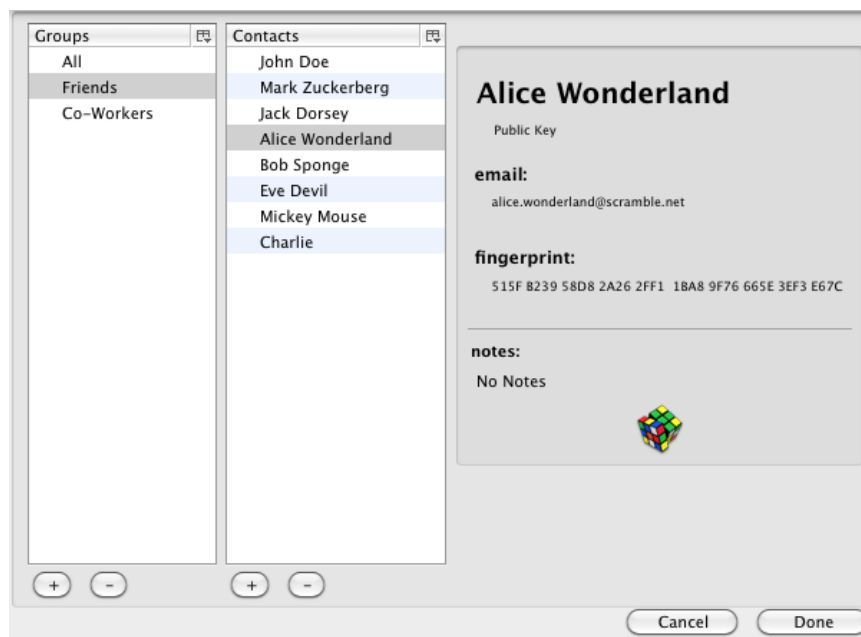 Groups
All
Friends
Co-Workers
+ -
Contacts
John Doe
Mark Zuckerberg
Jack Dorsey
Alice Wonderland
Bob Sponge
Eve Devil
Mickey Mouse
Charlie
+ -
Alice Wonderland
Public Key
email:
alice.wonderland@scramble.net
fingerprint:
515F B239 58D8 2A26 2FF1  1BA8 9F76 665E 3EF3 E67C
notes:
No Notes
Cancel Done